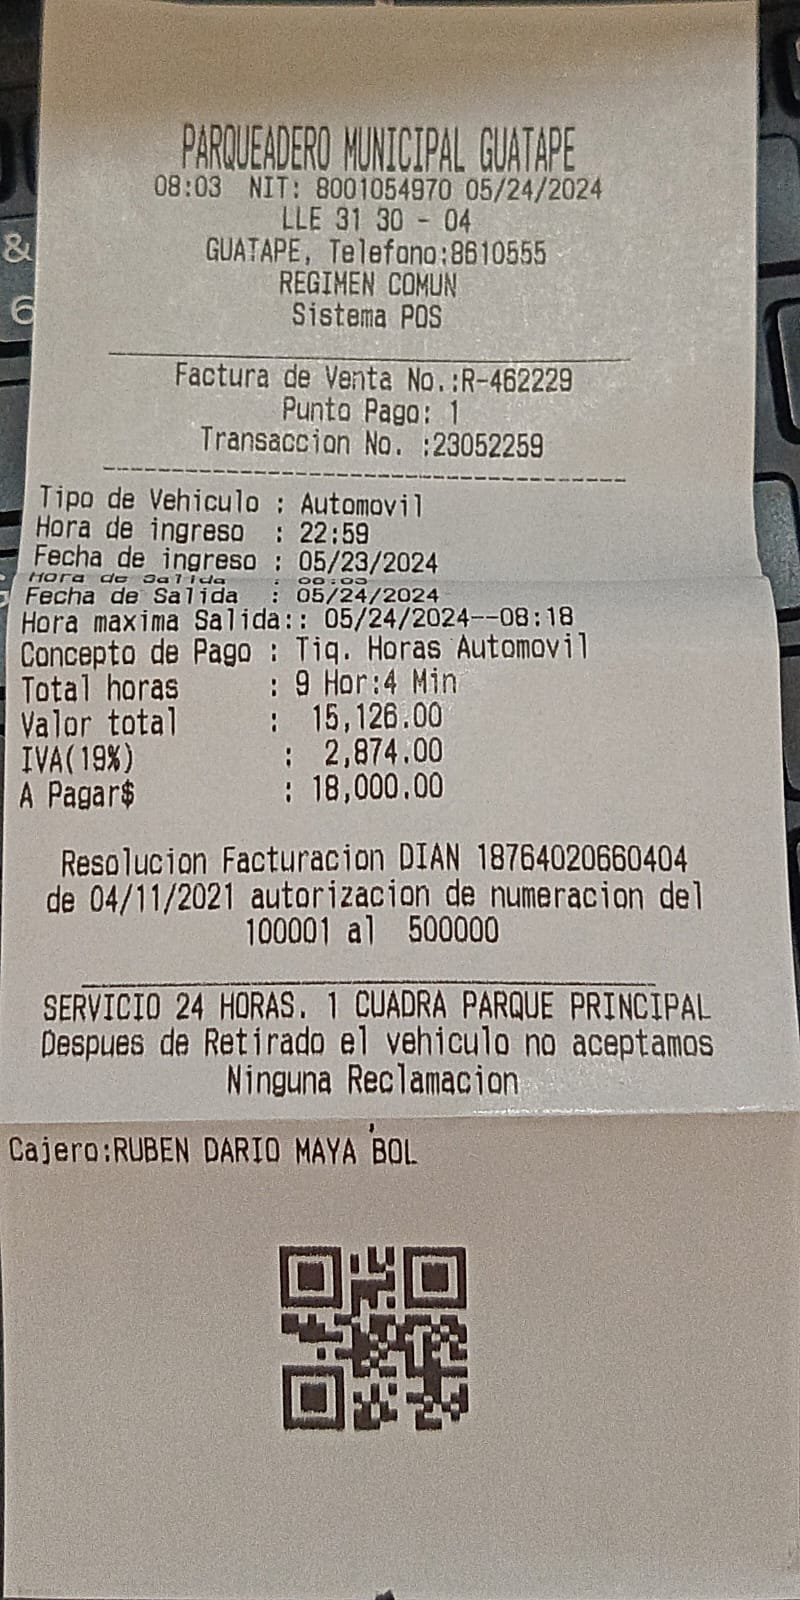 PARQUEADERO MUNICIPAL GUATAPE
08:03 NIT: 8001054970 05/24/2024
LLE 31 30 - 04
GUATAPE, Telefono:8610555
REGIMEN COMUN
Sistema POS
Factura de Venta No.:R-462229
Punto Pago: 1
Transaccion No. :23052259
Tipo de Vehiculo : Automovil
Hora de ingreso : 22:59
Fecha de ingreso : 05/23/2024
Hora de Salida : 08:03
Fecha de Salida : 05/24/2024
Hora maxima Salida:: 05/24/2024--08:18
Concepto de Pago : Tiq. Horas Automovil
Total horas : 9 Hor:4 Min
Valor total : 15,126.00
IVA(19%) : 2,874.00
A Pagar$ : 18,000.00
Resolucion Facturacion DIAN 18764020660404
de 04/11/2021 autorizacion de numeracion del
100001 al 500000
SERVICIO 24 HORAS. 1 CUADRA PARQUE PRINCIPAL
Despues de Retirado el vehiculo no aceptamos
Ninguna Reclamacion
Cajero:RUBEN DARIO MAYA BOL
&
6